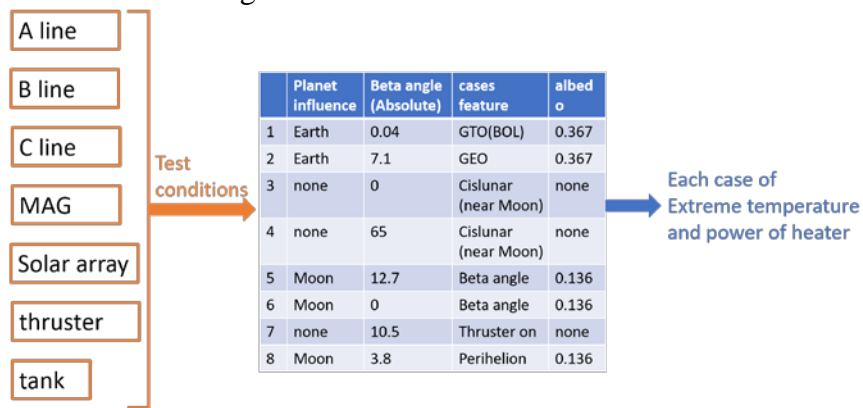 A line
B line
C line
MAG
Solar array
thruster
tank
Test
conditions
Planet influence Beta angle (Absolute) cases feature albed o
1 Earth 0.04 GTO(BOL) 0.367
2 Earth 7.1 GEO 0.367
3 none 0 Cislunar (near Moon) none
4 none 65 Cislunar (near Moon) none
5 Moon 12.7 Beta angle 0.136
6 Moon 0 Beta angle 0.136
7 none 10.5 Thruster on none
8 Moon 3.8 Perihelion 0.136
Each case of
Extreme temperature
and power of heater